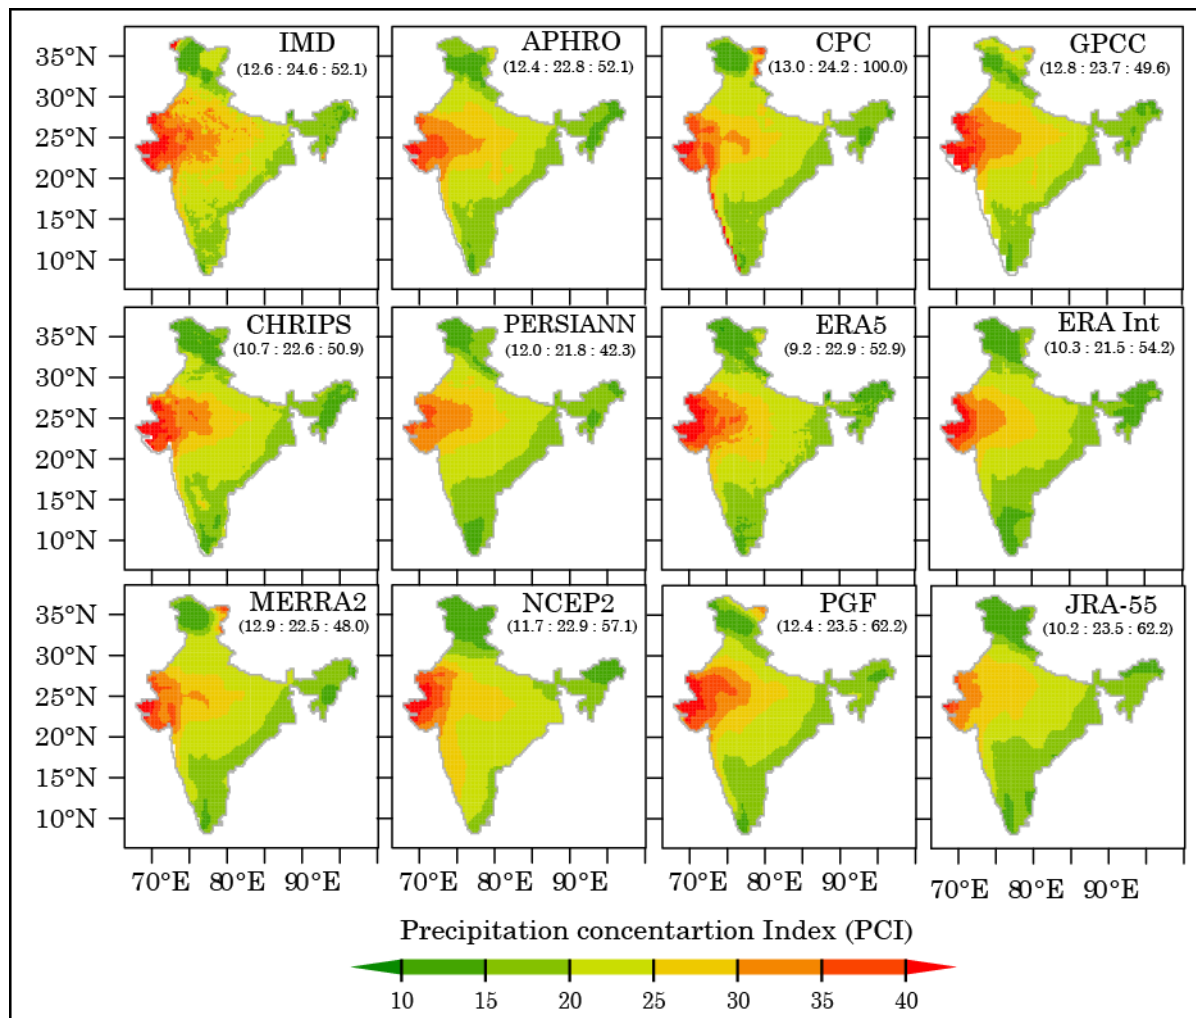 IMD
(12.6 : 24.6 : 52.1)
APHRO
(12.4 : 22.8 : 52.1)
CPC
(13.0 : 24.2 : 100.0)
GPCC
(12.8 : 23.7 : 49.6)
35°N
30°N
25°N
20°N
15°N
10°N
CHRIPS
(10.7 : 22.6 : 50.9)
PERSIANN
(12.0 : 21.8 : 42.3)
ERA5
(9.2 : 22.9 : 52.9)
ERA Int
(10.3 : 21.5 : 54.2)
35°N
30°N
25°N
20°N
15°N
10°N
MERRA2
(12.9 : 22.5 : 48.0)
NCEP2
(11.7 : 22.9 : 57.1)
PGF
(12.4 : 23.5 : 62.2)
JRA-55
(10.2 : 23.5 : 62.2)
35°N
30°N
25°N
20°N
15°N
10°N
70°E 80°E 90°E
70°E 80°E 90°E
70°E 80°E 90°E
70°E 80°E 90°E
Precipitation concentartion Index (PCI)
10 15 20 25 30 35 40